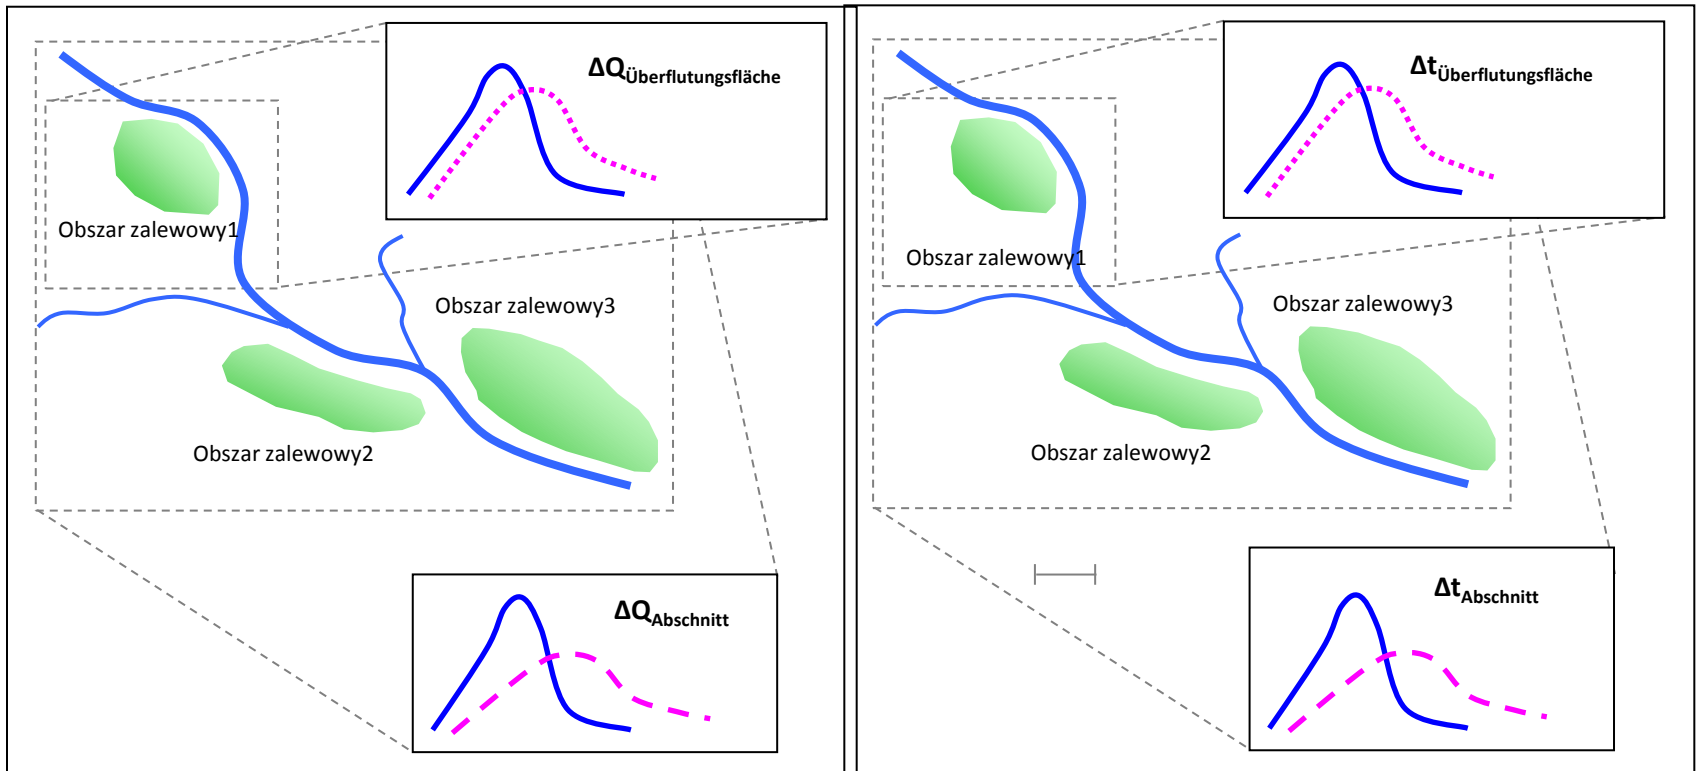 ΔQÜberflutungsfläche
Obszar zalewowy1
Obszar zalewowy3
Obszar zalewowy2
ΔQAbschnitt
ΔtÜberflutungsfläche
Obszar zalewowy1
Obszar zalewowy3
Obszar zalewowy2
ΔtAbschnitt